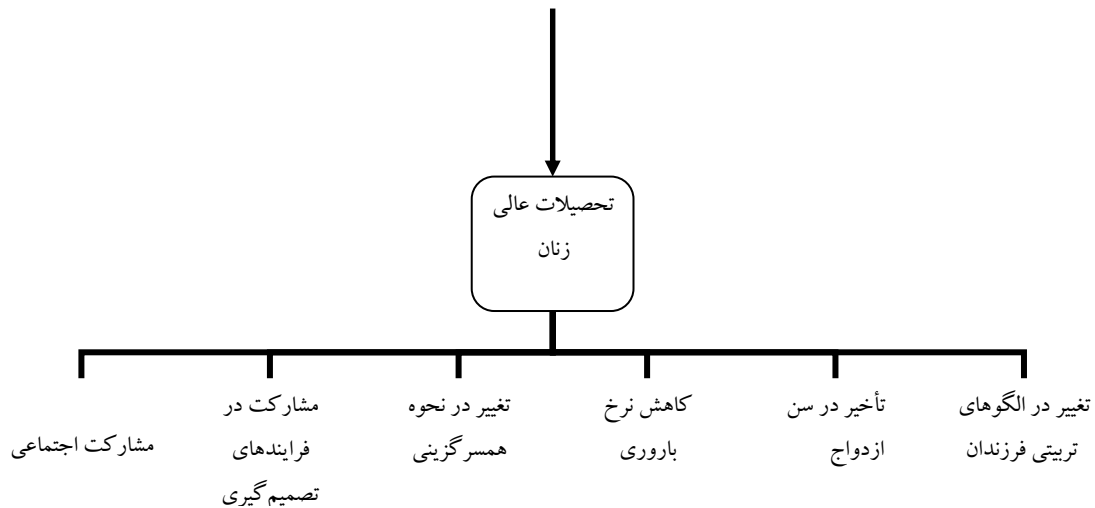 تحصیلات عالی
زنان
تغییر در الگوهای
تربیتی فرزندان
تأخیر در سن
ازدواج
کاهش نرخ
باروری
تغییر در نحوه
همسرگزینی
مشارکت در
فرایندهای
تصمیم‌گیری
مشارکت اجتماعی